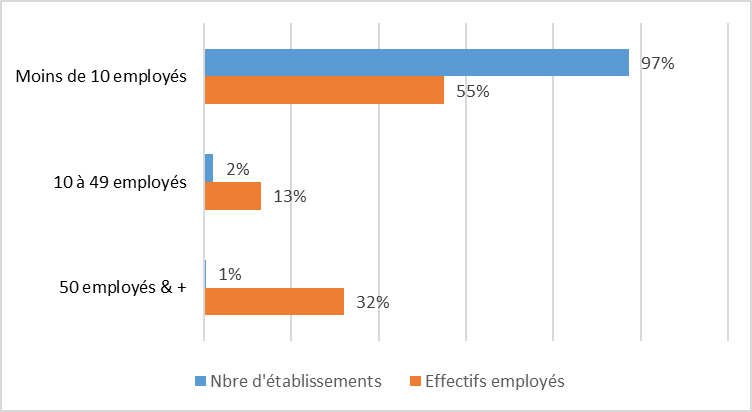 Moins de 10 employés
97%
55%
10 à 49 employés
2%
13%
50 employés & +
1%
32%
Nbre d'établissements
Effectifs employés